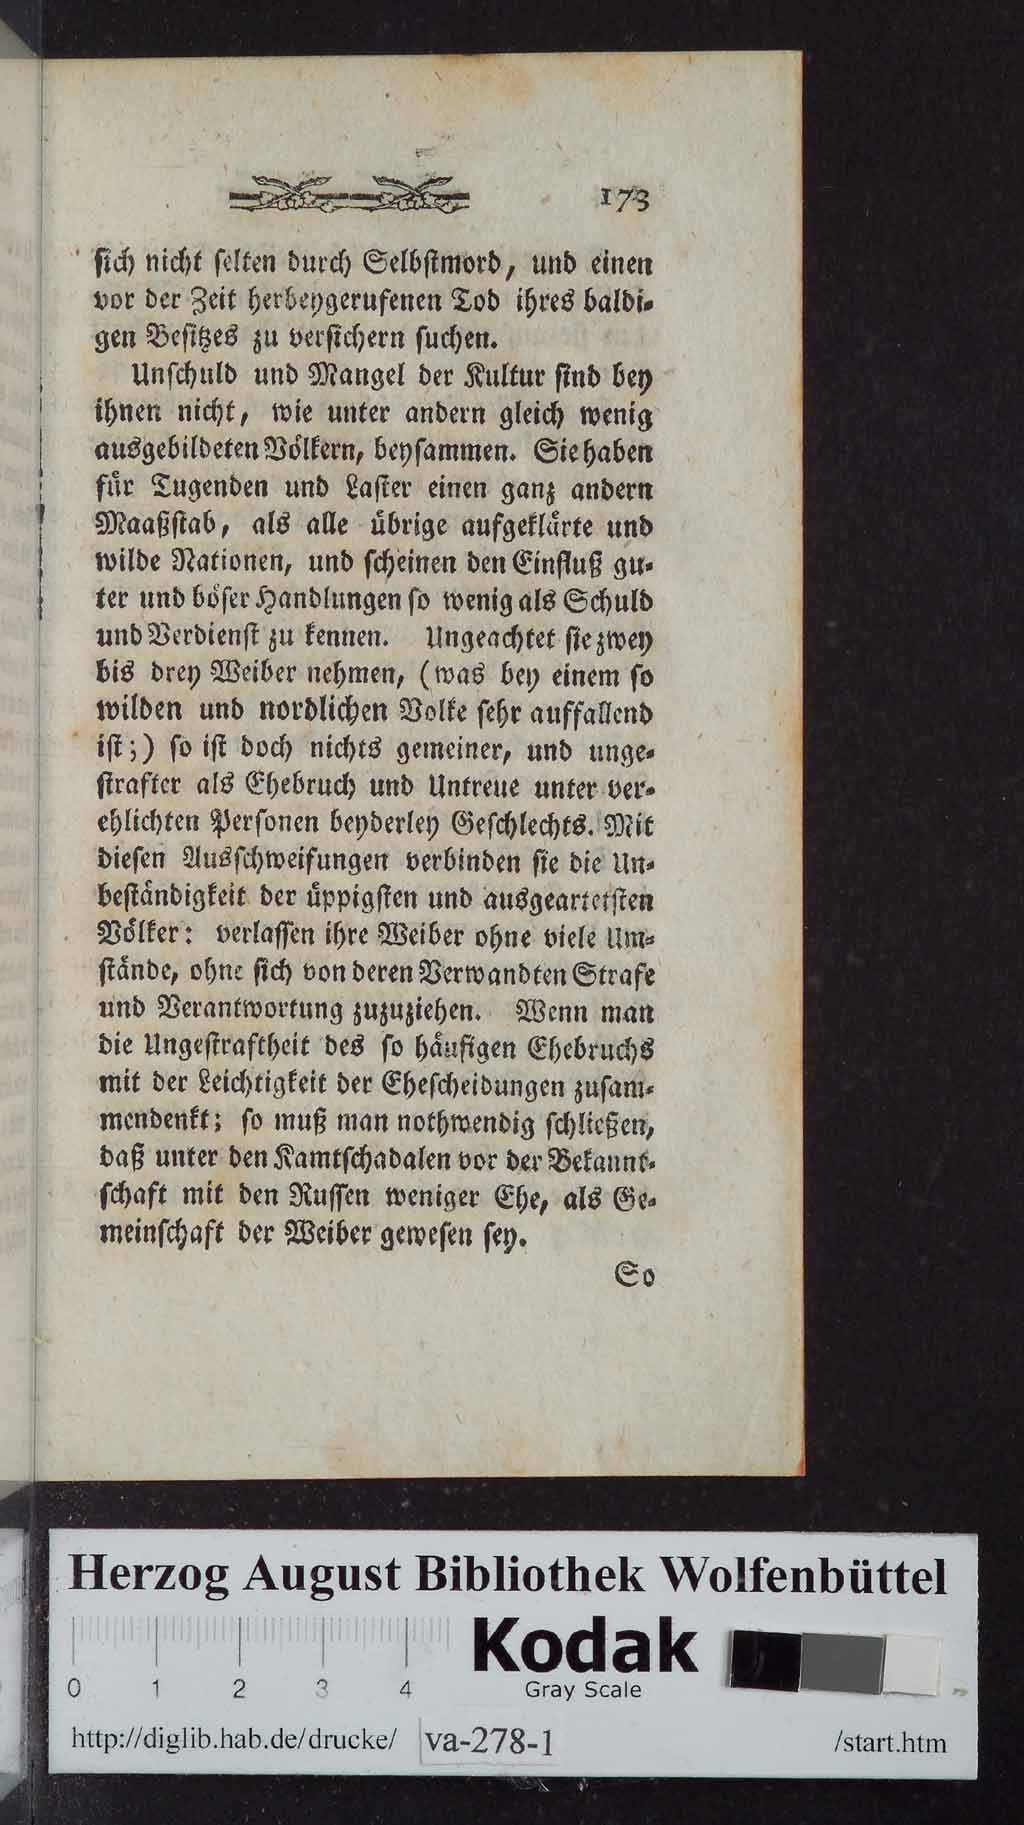 173
sich nicht selten durch Selbstmord, und einen
vor der Zeit herbeygerufenen Tod ihres baldi-
gen Besitzes zu versichern suchen.
Unschuld und Mangel der Kultur sind bey
ihnen nicht, wie unter andern gleich wenig
ausgebildeten Völkern, beysammen. Sie haben
für Tugenden und Laster einen ganz andern
Maaßstab, als alle übrige aufgeklärte und
wilde Nationen, und scheinen den Einfluß gu-
ter und böser Handlungen so wenig als Schuld
und Verdienst zu kennen. Ungeachtet sie zwey
bis drey Weiber nehmen, (was bey einem so
wilden und nordlichen Volke sehr auffallend
ist;) so ist doch nichts gemeiner, und unge-
strafter als Ehebruch und Untreue unter ver-
ehlichten Personen beyderley Geschlechts. Mit
diesen Ausschweifungen verbinden sie die Un-
beständigkeit der üppigsten und ausgeartetsten
Völker: verlassen ihre Weiber ohne viele Um-
stände, ohne sich von deren Verwandten Strafe
und Verantwortung zuzuziehen. Wenn man
die Ungestraftheit des so häufigen Ehebruchs
mit der Leichtigkeit der Ehescheidungen zusam-
mendenkt; so muß man nothwendig schließen,
daß unter den Kamtschadalen vor der Bekannt-
schaft mit den Russen weniger Ehe, als Ge-
meinschaft der Weiber gewesen sey.
So
Herzog August Bibliothek Wolfenbüttel
Kodak
0 1 2 3 4
Gray Scale
http://diglib.hab.de/drucke/ va-278-1 /start.htm